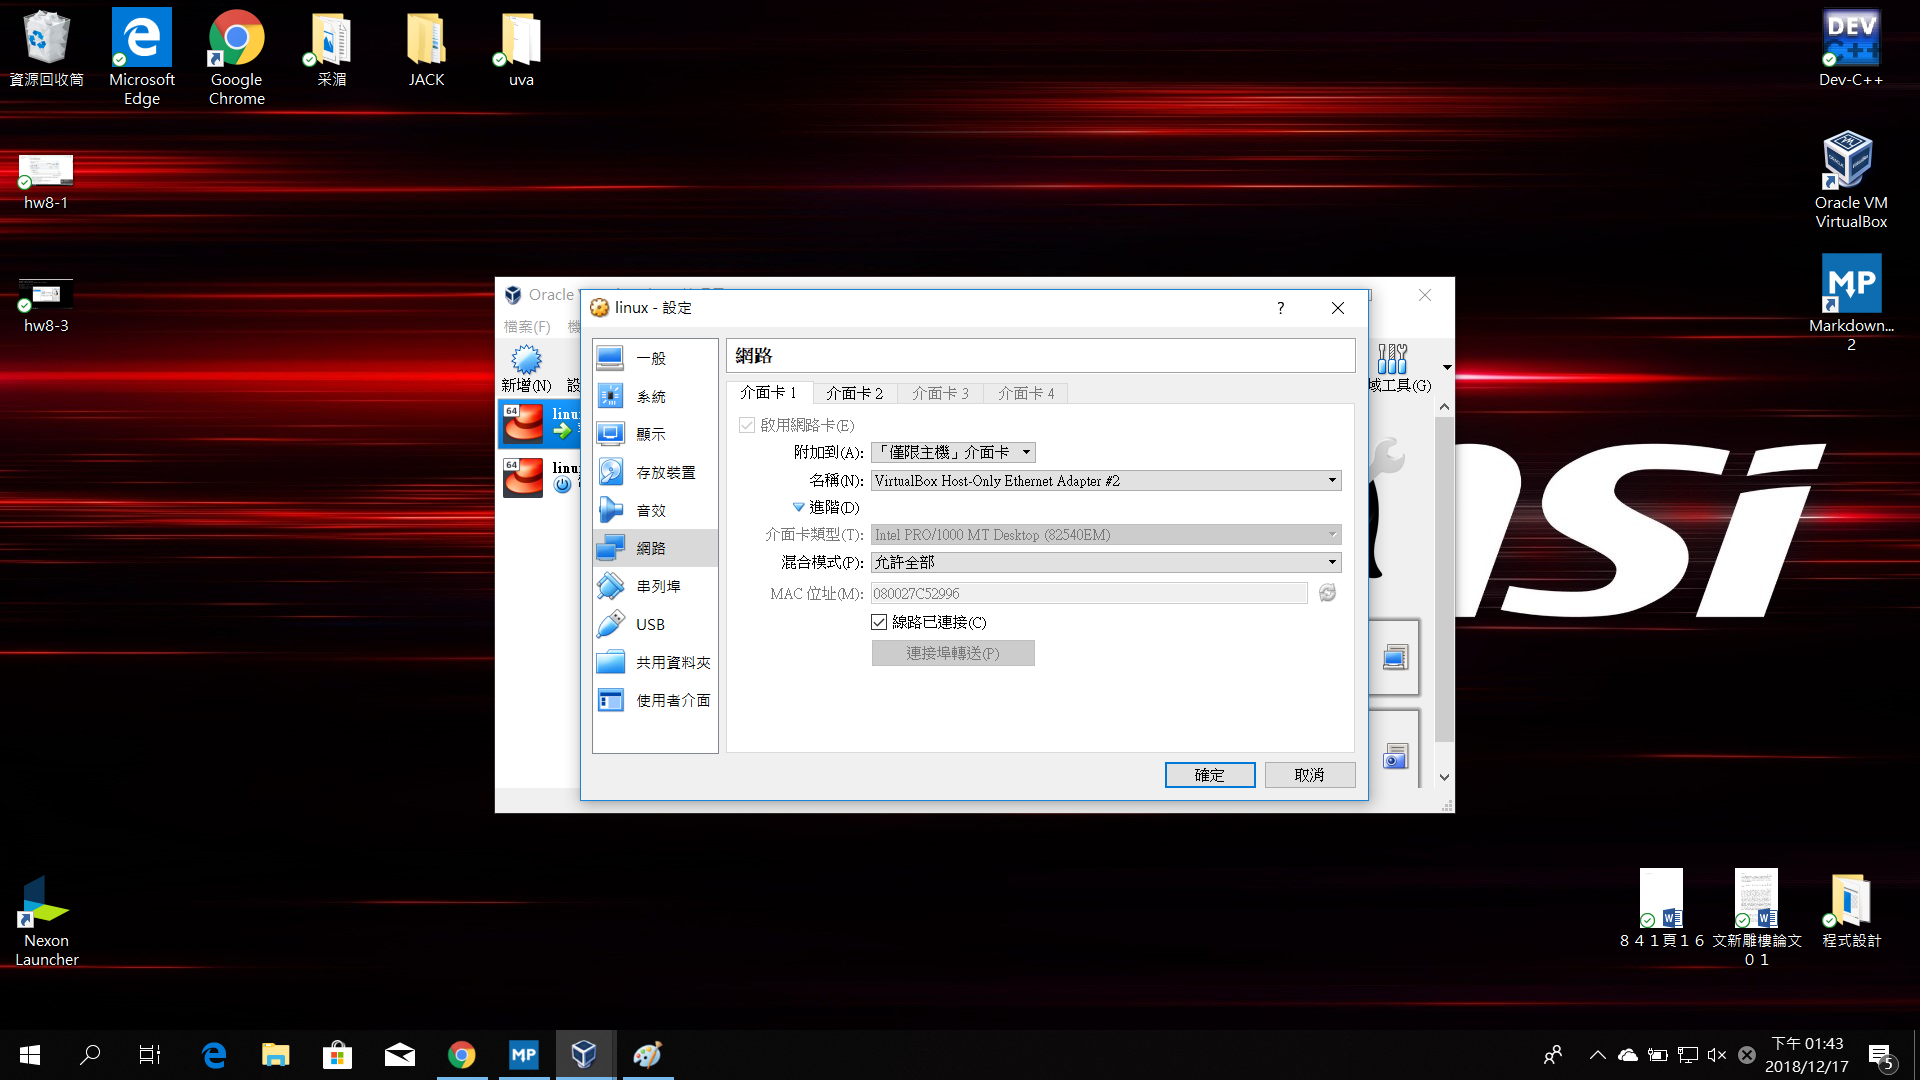 資源回收筒
Microsoft Edge
Google Chrome
采湄
JACK
uva
DEV C++
Dev-C++
hw8-1
hw8-3
Oracle VM VirtualBox
MP
Markdown... 2
Oracle
檔案(F)
新增(N)
域工具(G)
64
64
linux - 設定
?
一般
系統
顯示
存放裝置
音效
網路
串列埠
USB
共用資料夾
使用者介面
網路
介面卡 1
介面卡 2
介面卡 3
介面卡 4
啟用網路卡(E)
附加到(A): 「僅限主機」介面卡
名稱(N): VirtualBox Host-Only Ethernet Adapter #2
進階(D)
介面卡類型(T): Intel PRO/1000 MT Desktop (82540EM)
混合模式(P): 允許全部
MAC 位址(M): 080027C52996
線路已連接(C)
連接埠轉送(P)
確定
取消
Nexon Launcher
８４１頁１６
文新雕樓論文０１
程式設計
MP
下午 01:43
2018/12/17
5